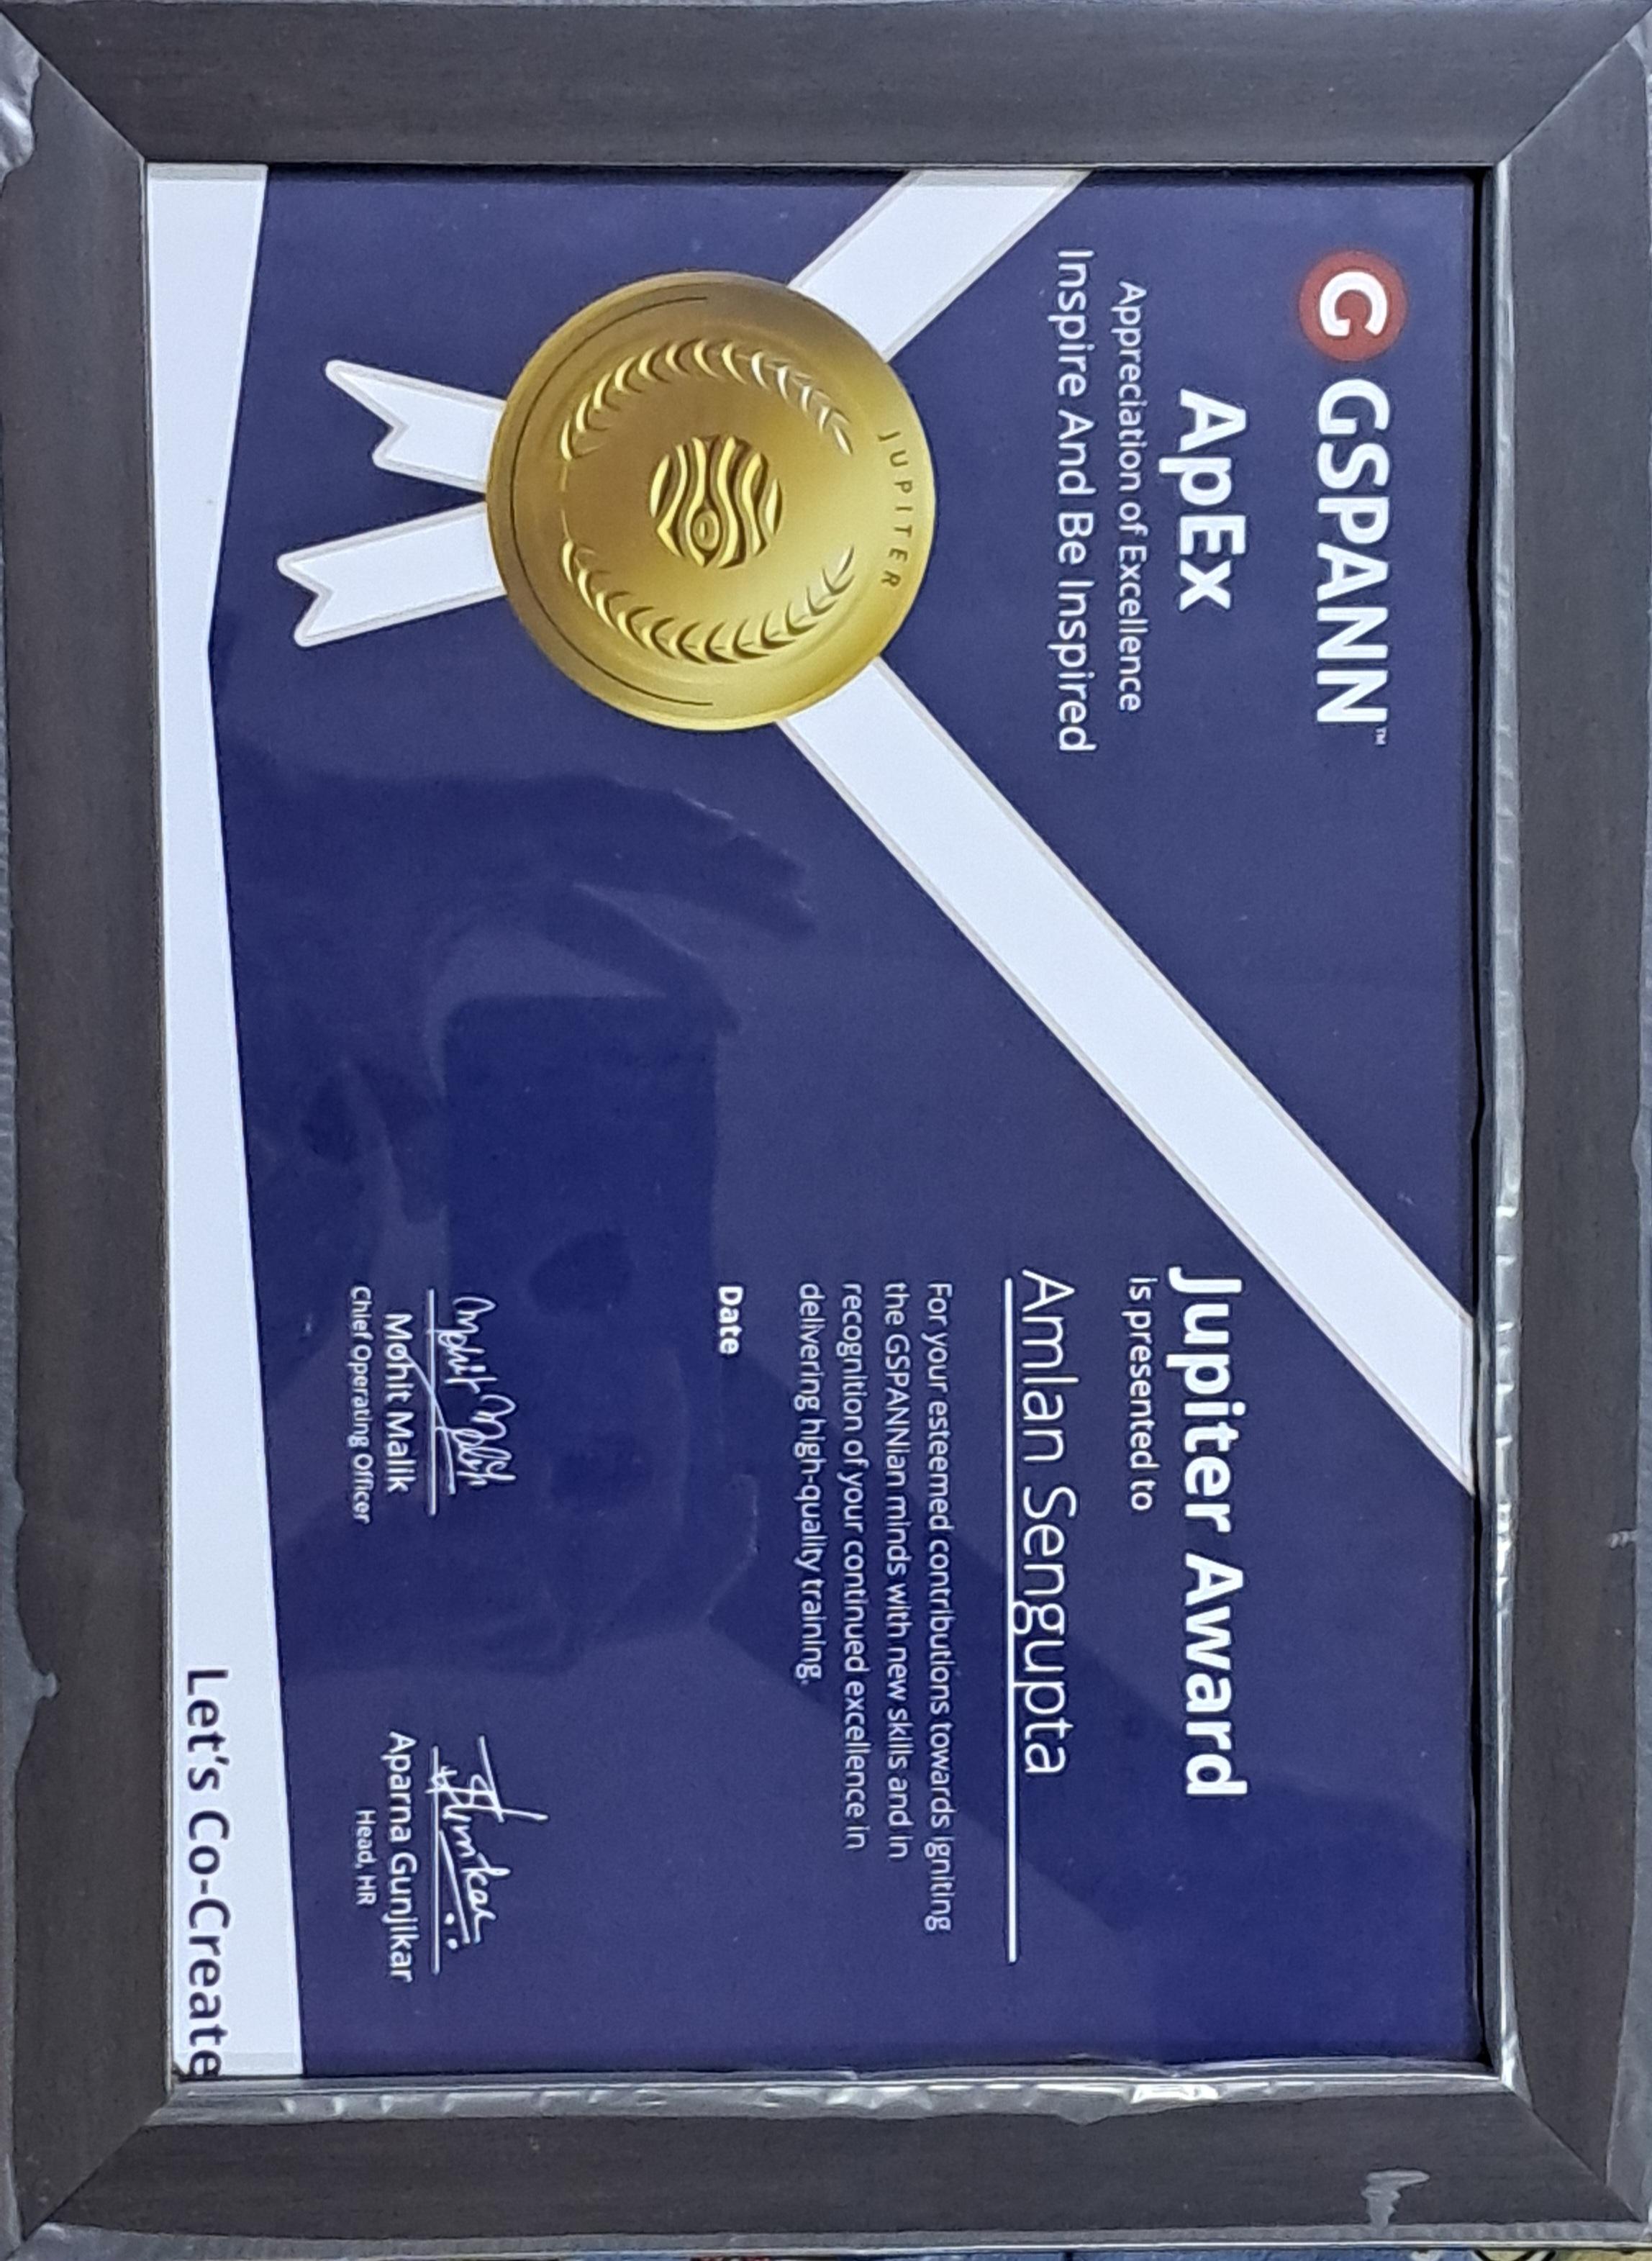 G GSPANN™
ApEx
Appreciation of Excellence
Inspire And Be Inspired
JUPITER
Jupiter Award
is presented to
Amlan Sengupta
For your esteemed contributions towards igniting
the GSPANNian minds with new skills and in
recognition of your continued excellence in
delivering high-quality training.
Date
Mohit Malik
Mohit Malik
Chief Operating Officer
Aparna Gunjikar
Head, HR
Let's Co-Create